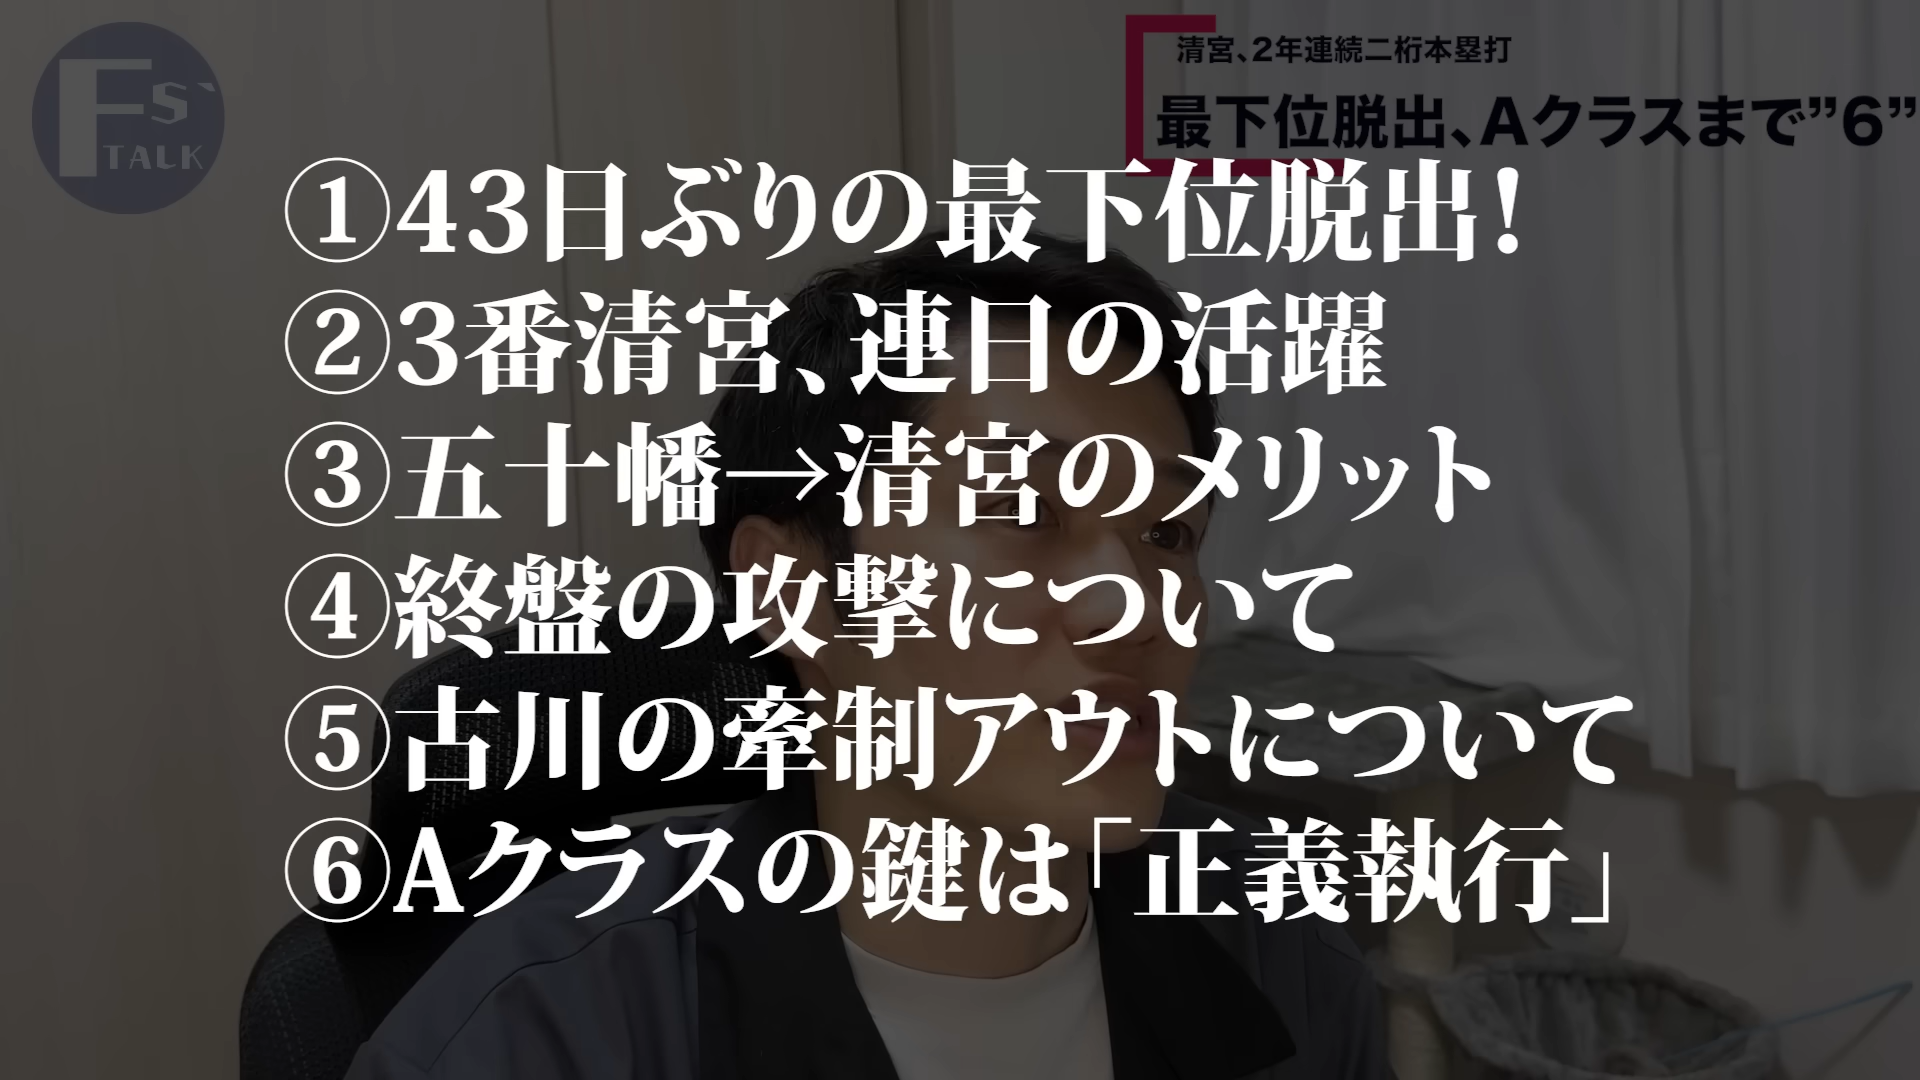 FS`
TALK
清宮、2年連続二桁本塁打
最下位脱出、Aクラスまで”6”
①43日ぶりの最下位脱出！
②3番清宮、連日の活躍
③五十幡→清宮のメリット
④終盤の攻撃について
⑤古川の牽制アウトについて
⑥Aクラスの鍵は「正義執行」